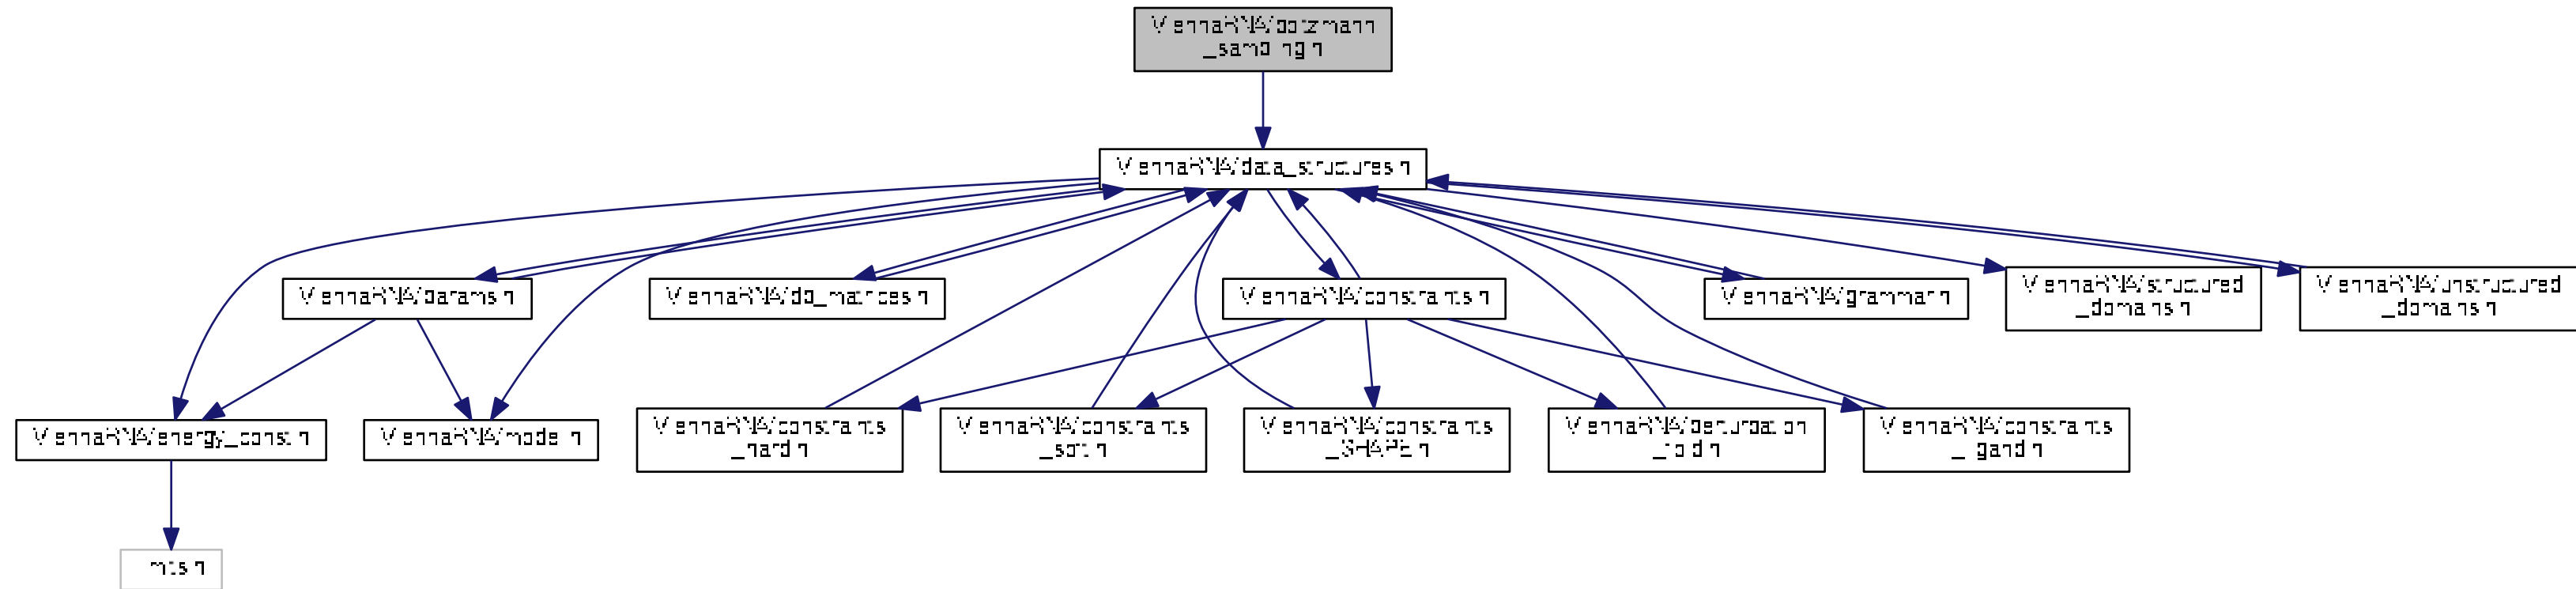 ViennaRNA/boltzmann
_sampling.h
ViennaRNA/data_structures.h
ViennaRNA/params.h
ViennaRNA/dp_matrices.h
ViennaRNA/constraints.h
ViennaRNA/grammar.h
ViennaRNA/structured
_domains.h
ViennaRNA/unstructured
_domains.h
ViennaRNA/energy_const.h
ViennaRNA/model.h
ViennaRNA/constraints
_hard.h
ViennaRNA/constraints
_soft.h
ViennaRNA/constraints
_SHAPE.h
ViennaRNA/perturbation
_fold.h
ViennaRNA/constraints
_ligand.h
limits.h